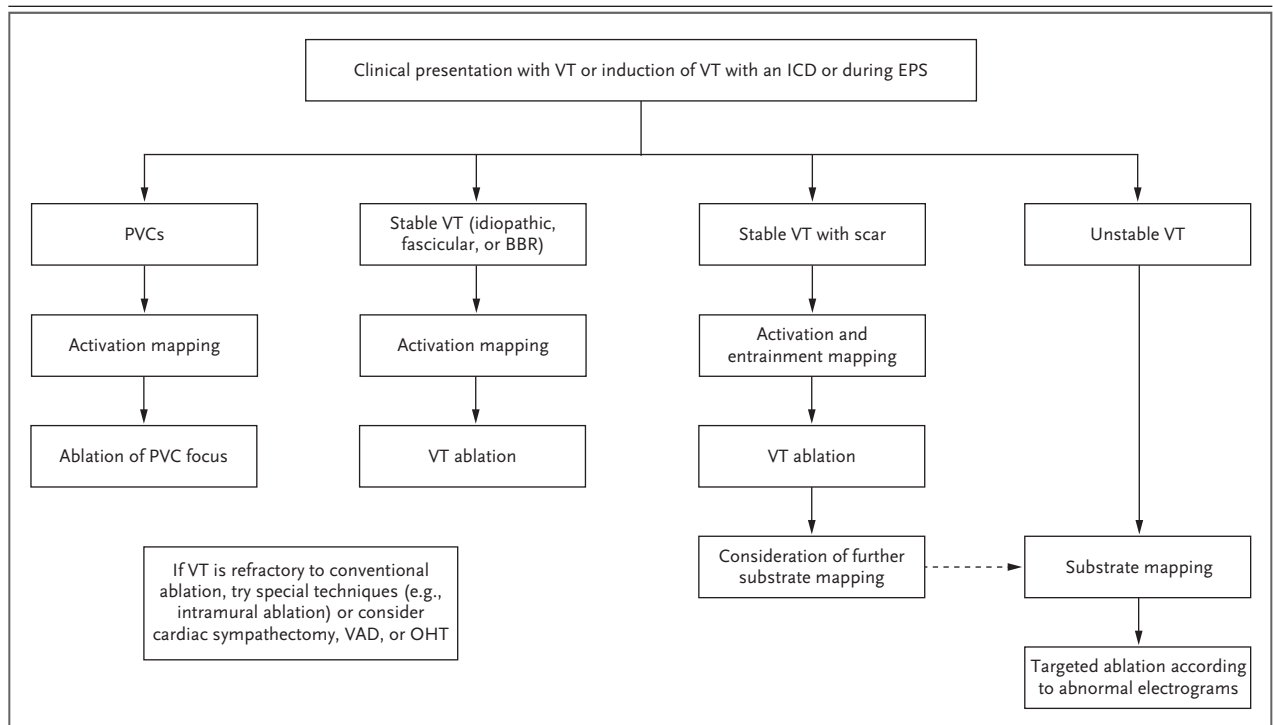 Clinical presentation with VT or induction of VT with an ICD or during EPS
PVCs
Stable VT (idiopathic,
fascicular, or BBR)
Stable VT with scar
Unstable VT
Activation mapping
Activation mapping
Activation and
entrainment mapping
Ablation of PVC focus
VT ablation
VT ablation
If VT is refractory to conventional
ablation, try special techniques (e.g.,
intramural ablation) or consider
cardiac sympathectomy, VAD, or OHT
Consideration of further
substrate mapping
Substrate mapping
Targeted ablation according
to abnormal electrograms